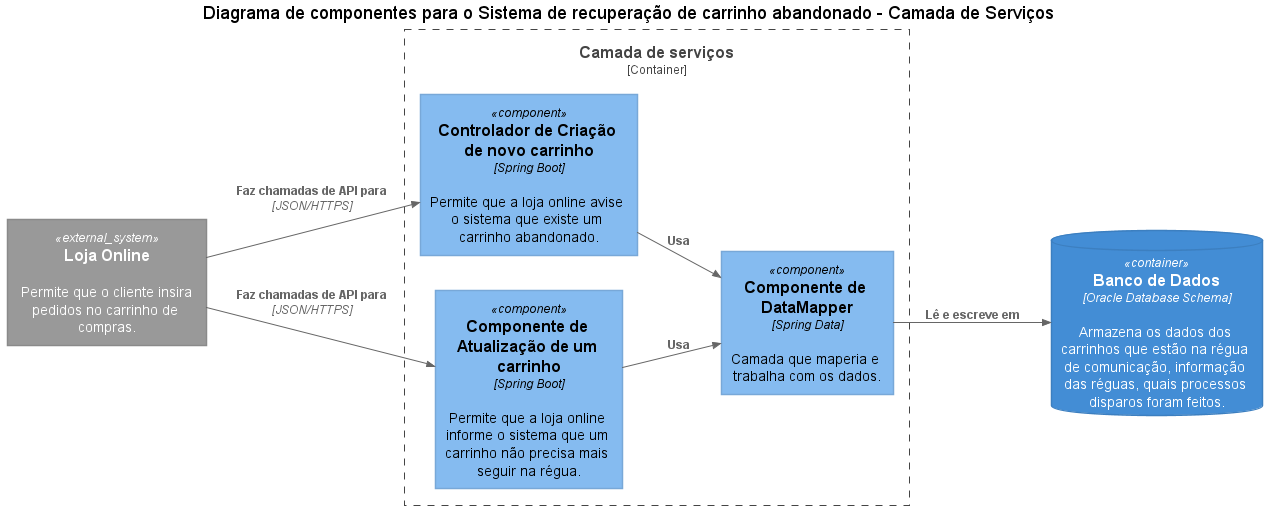 Diagrama de componentes para o Sistema de recuperação de carrinho abandonado - Camada de Serviços
Camada de serviços
[Container]
«component»
Controlador de Criação
de novo carrinho
[Spring Boot]
Permite que a loja online avise
o sistema que existe um
carrinho abandonado.
Faz chamadas de API para
[JSON/HTTPS]
«external_system»
Loja Online
Permite que o cliente insira
pedidos no carrinho de
compras.
Faz chamadas de API para
[JSON/HTTPS]
«component»
Componente de
Atualização de um
carrinho
[Spring Boot]
Permite que a loja online
informe o sistema que um
carrinho não precisa mais
seguir na régua.
Usa
Usa
«component»
Componente de
DataMapper
[Spring Data]
Camada que maperia e
trabalha com os dados.
Lé e escreve em
«container»
Banco de Dados
[Oracle Database Schema]
Armazena os dados dos
carrinhos que estão na régua
de comunicação, informação
das réguas, quais processos
disparos foram feitos.